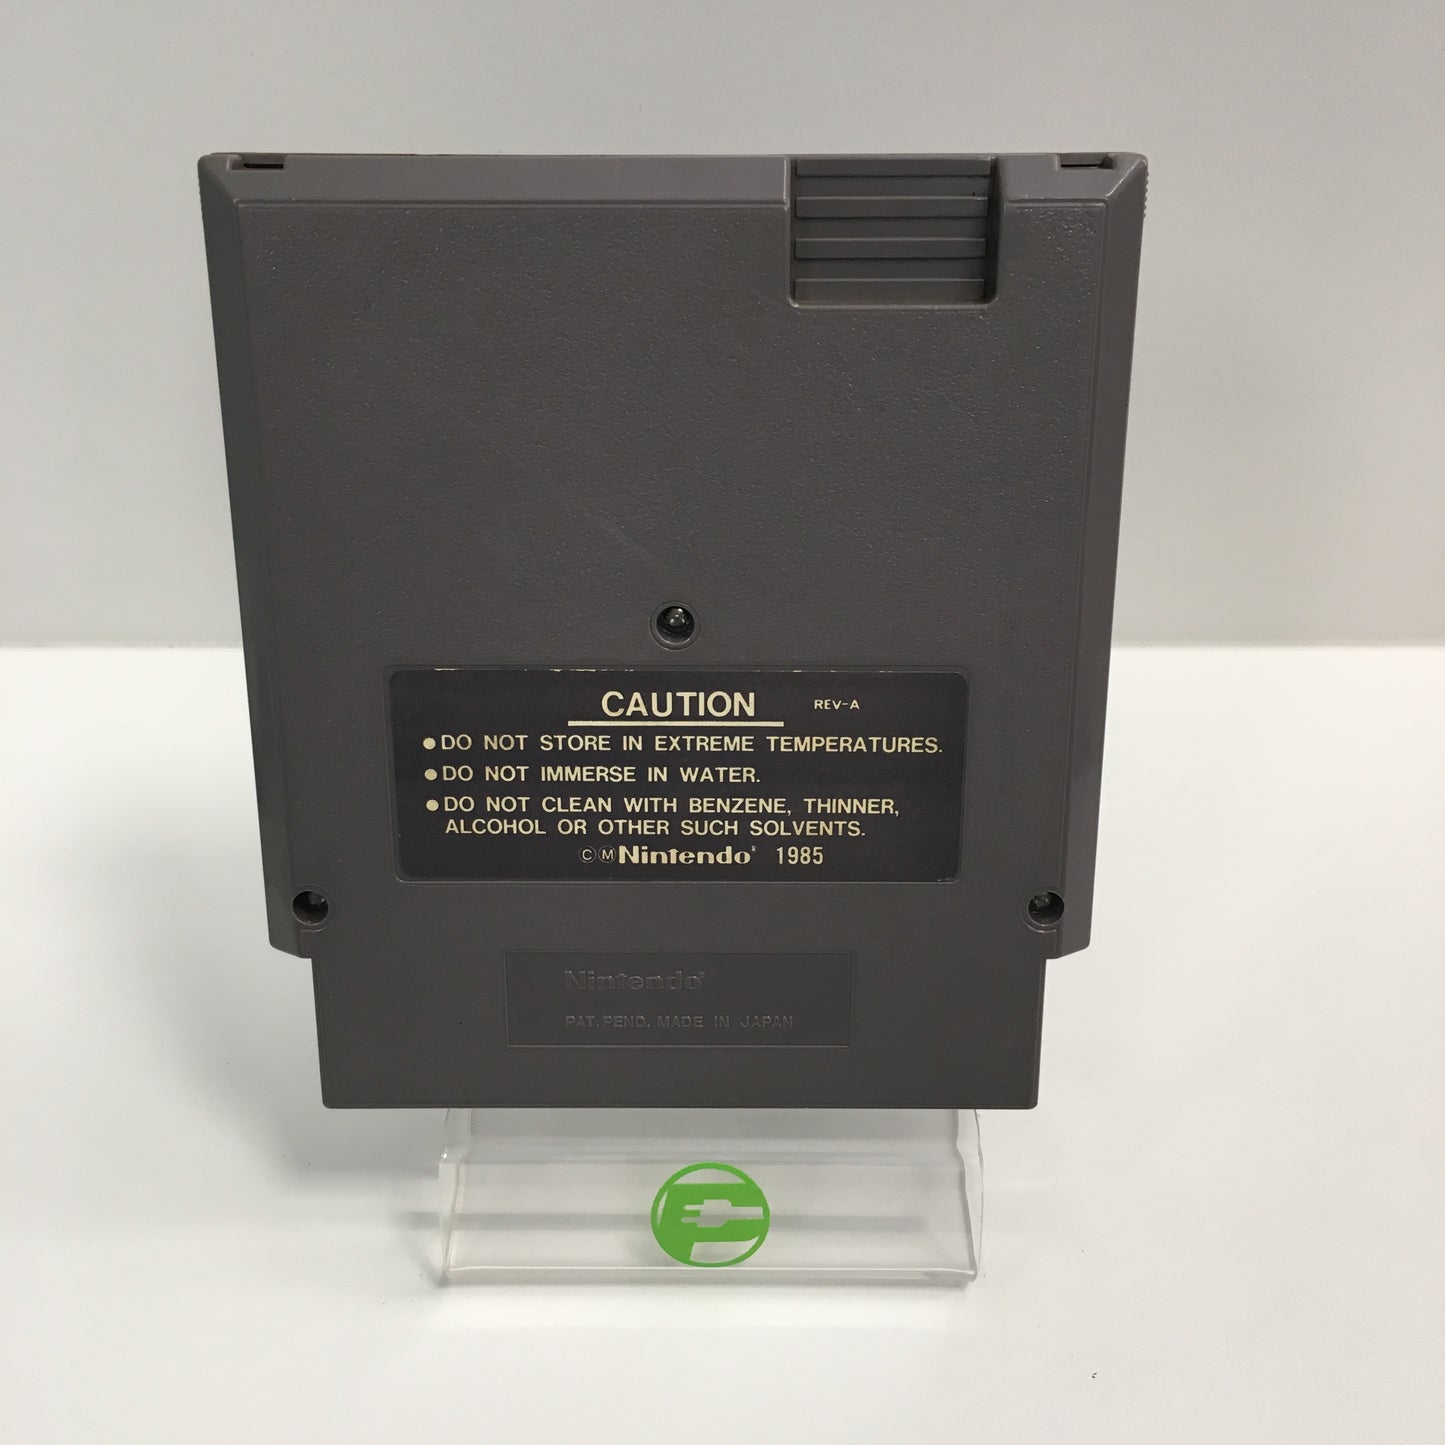 CAUTION REV-A
●DO NOT STORE IN EXTREME TEMPERATURES.
●DO NOT IMMERSE IN WATER.
●DO NOT CLEAN WITH BENZENE, THINNER,
ALCOHOL OR OTHER SUCH SOLVENTS.
ⒸⓂNintendo® 1985
Nintendo®
PAT. PEND. MADE IN JAPAN